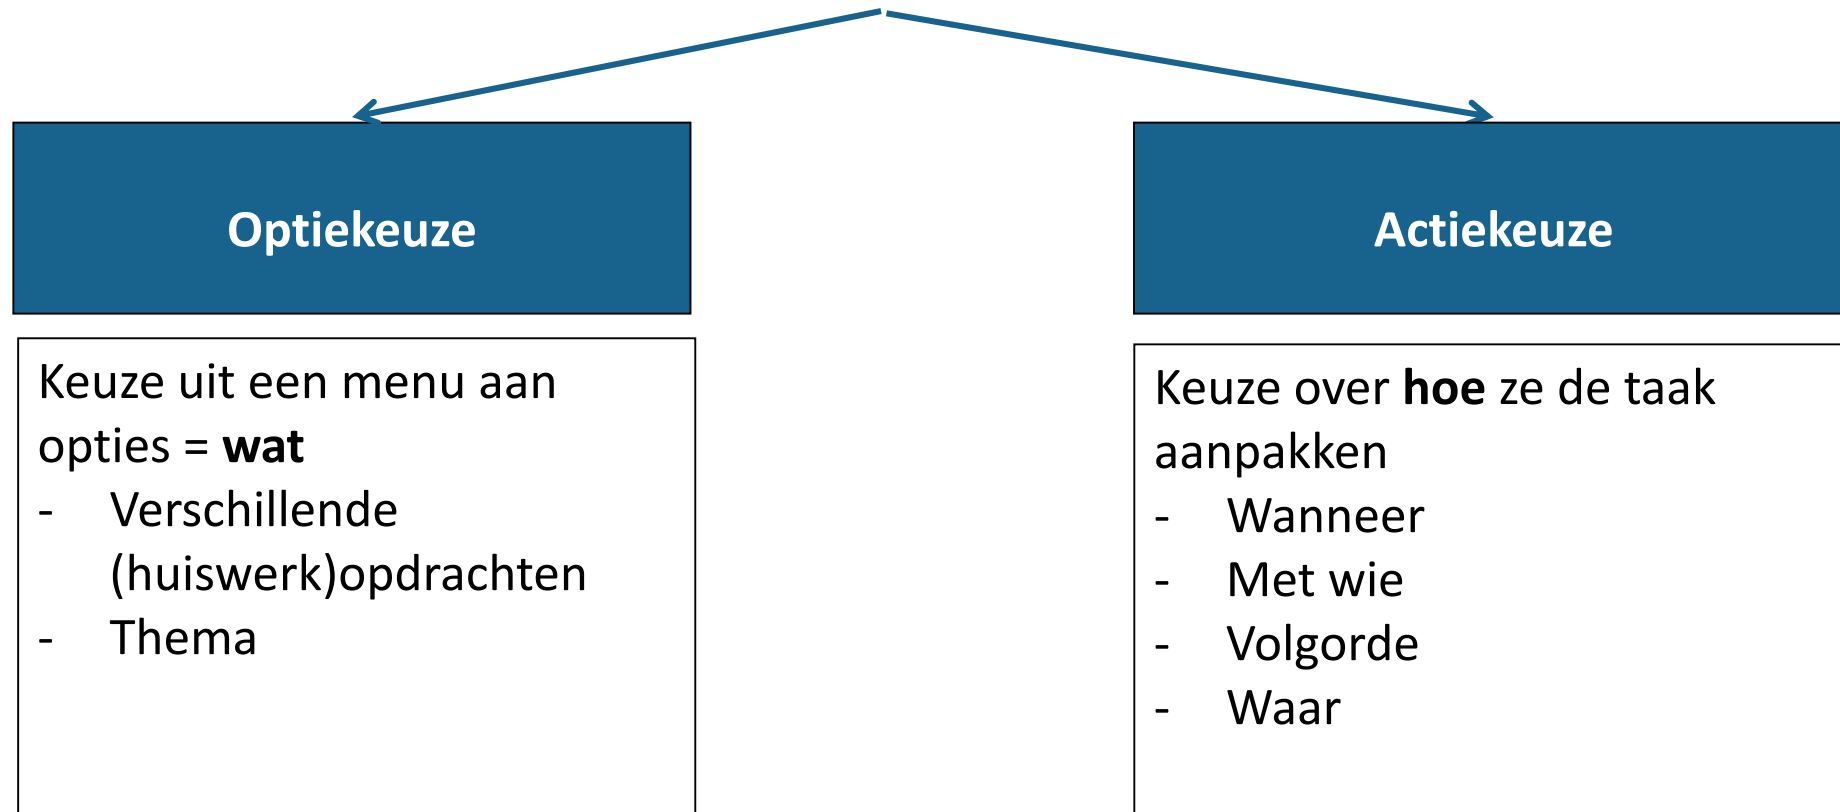 Optiekeuze
Keuze uit een menu aan
opties = wat
- Verschillende
(huiswerk)opdrachten
- Thema
Actiekeuze
Keuze over hoe ze de taak
aanpakken
- Wanneer
- Met wie
- Volgorde
- Waar